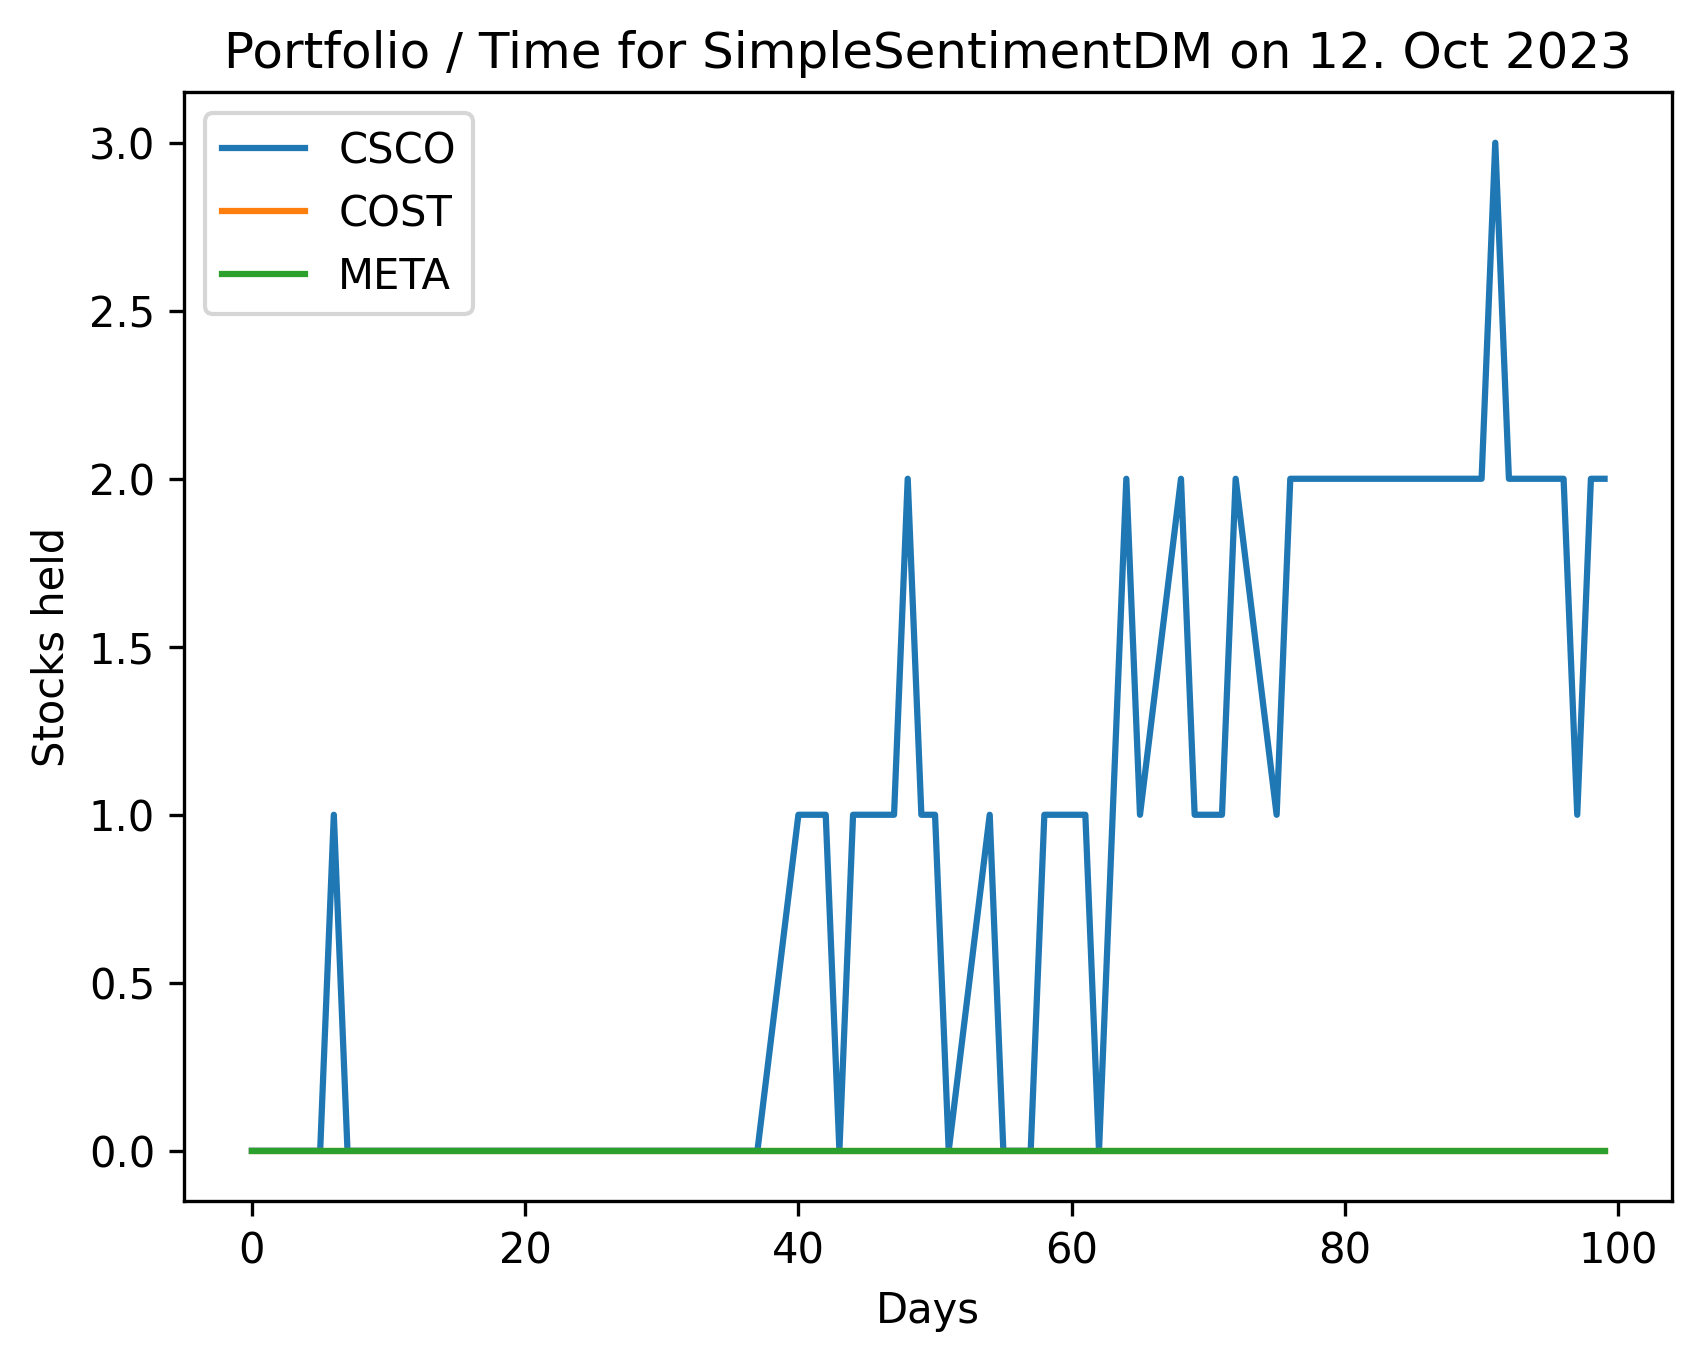 Portfolio / Time for SimpleSentimentDM on 12. Oct 2023
CSCO
COST
META
3.0
2.5
2.0
1.5
1.0
0.5
0.0
Stocks held
0 20 40 60 80 100
Days